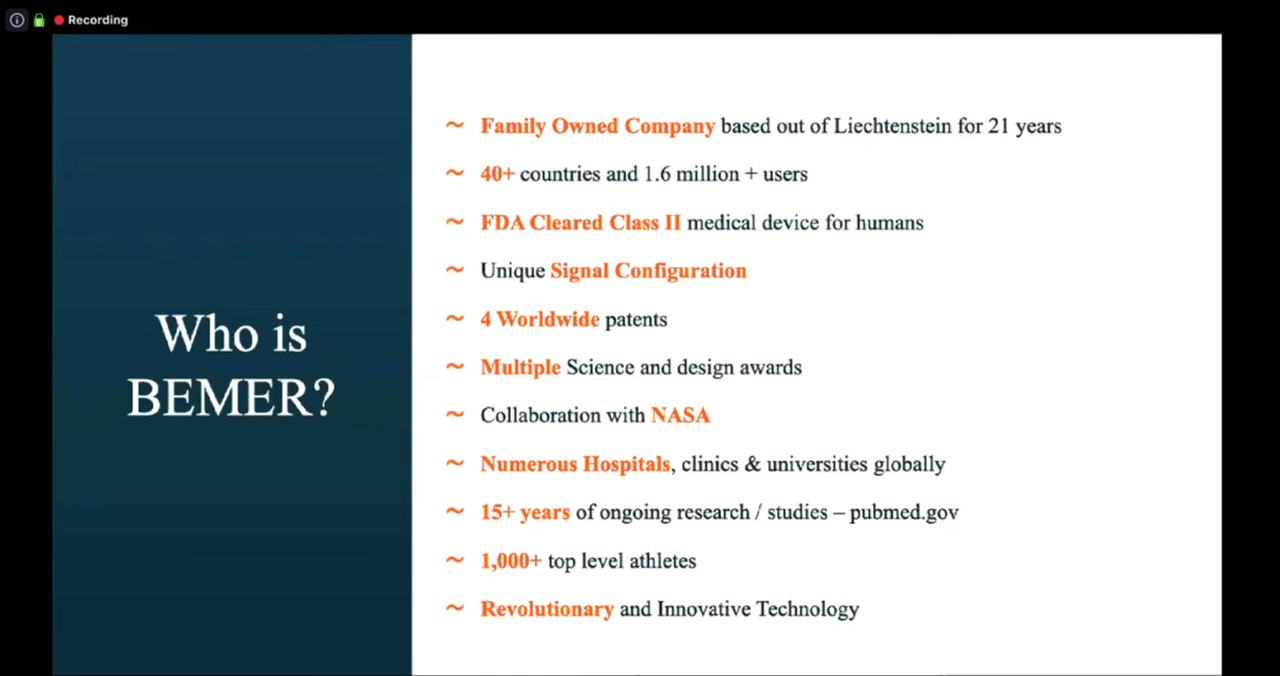 Recording
Who is
BEMER?
~ Family Owned Company based out of Liechtenstein for 21 years
~ 40+ countries and 1.6 million + users
~ FDA Cleared Class II medical device for humans
~ Unique Signal Configuration
~ 4 Worldwide patents
~ Multiple Science and design awards
~ Collaboration with NASA
~ Numerous Hospitals, clinics & universities globally
~ 15+ years of ongoing research / studies – pubmed.gov
~ 1,000+ top level athletes
~ Revolutionary and Innovative Technology